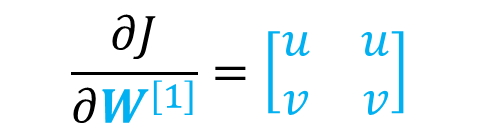 ∂J / ∂W^[1] = [u u
v v]